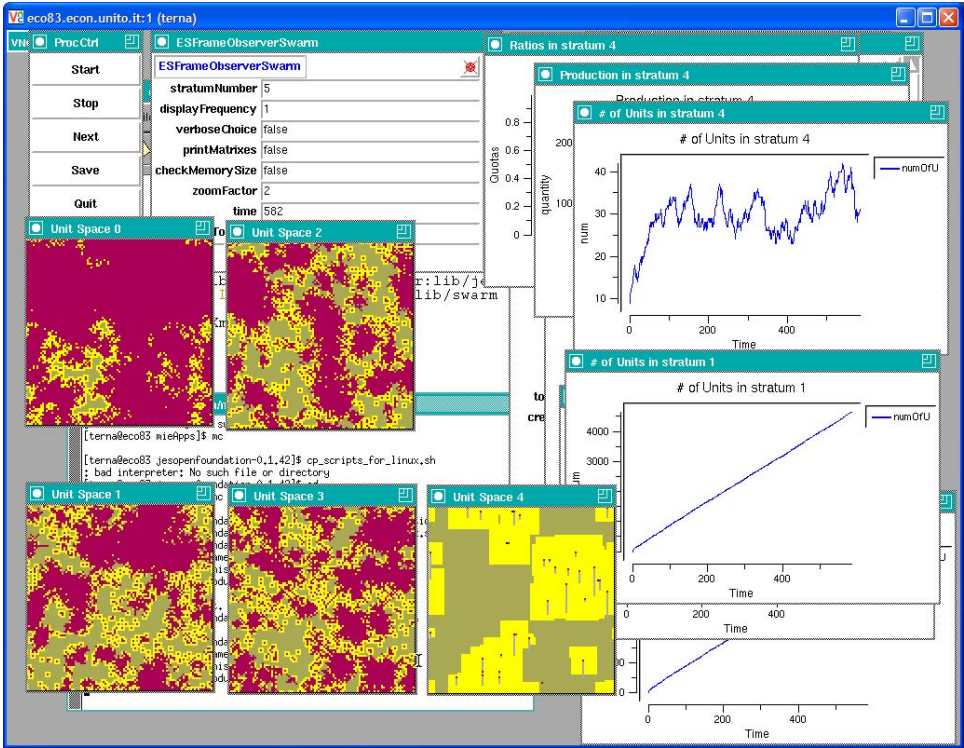 eco83.econ.unito.it:1 (terna)
ProcCtrl
Start
Stop
Next
Save
Quit
ESFrameObserverSwarm
ESFrameObserverSwarm
stratumNumber 5
displayFrequency 1
verboseChoice false
printMatrixes false
checkMemorySize false
zoomFactor 2
time 582
Ratios in stratum 4
Quotas
0.8
0.6
0.4
0.2
0
Production in stratum 4
Production in stratum 4
quantity
200
100
# of Units in stratum 4
# of Units in stratum 4
numOfU
num
40
30
20
10
0 200 400
Time
# of Units in stratum 1
# of Units in stratum 1
numOfU
4000
3000
0 200 400
Time
0 200 400
Time
0
0 200 400
Time
Unit Space 0
Unit Space 2
Unit Space 1
Unit Space 3
Unit Space 4
[terna@eco83 mieApps]$ mc
[terna@eco83 jesopenfoundation-0.1.42]$ cp_scripts_for_linux.sh
: bad interpreter: No such file or directory